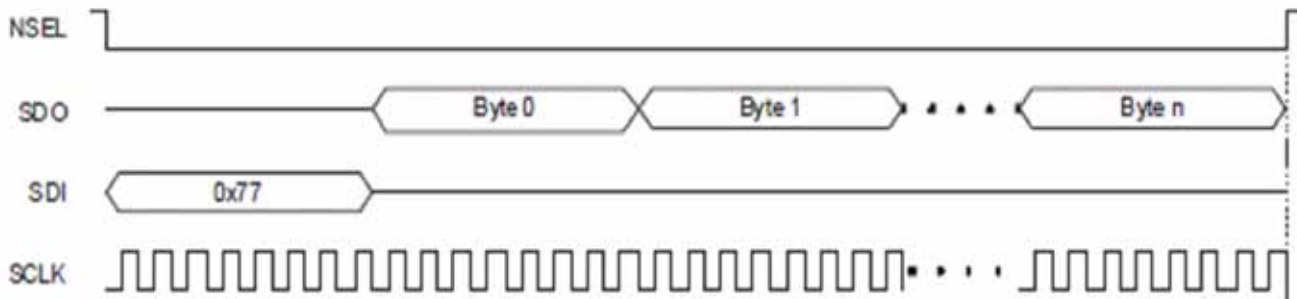 NSEL
SDO Byte 0 Byte 1 Byte n
SDI 0x77
SCLK